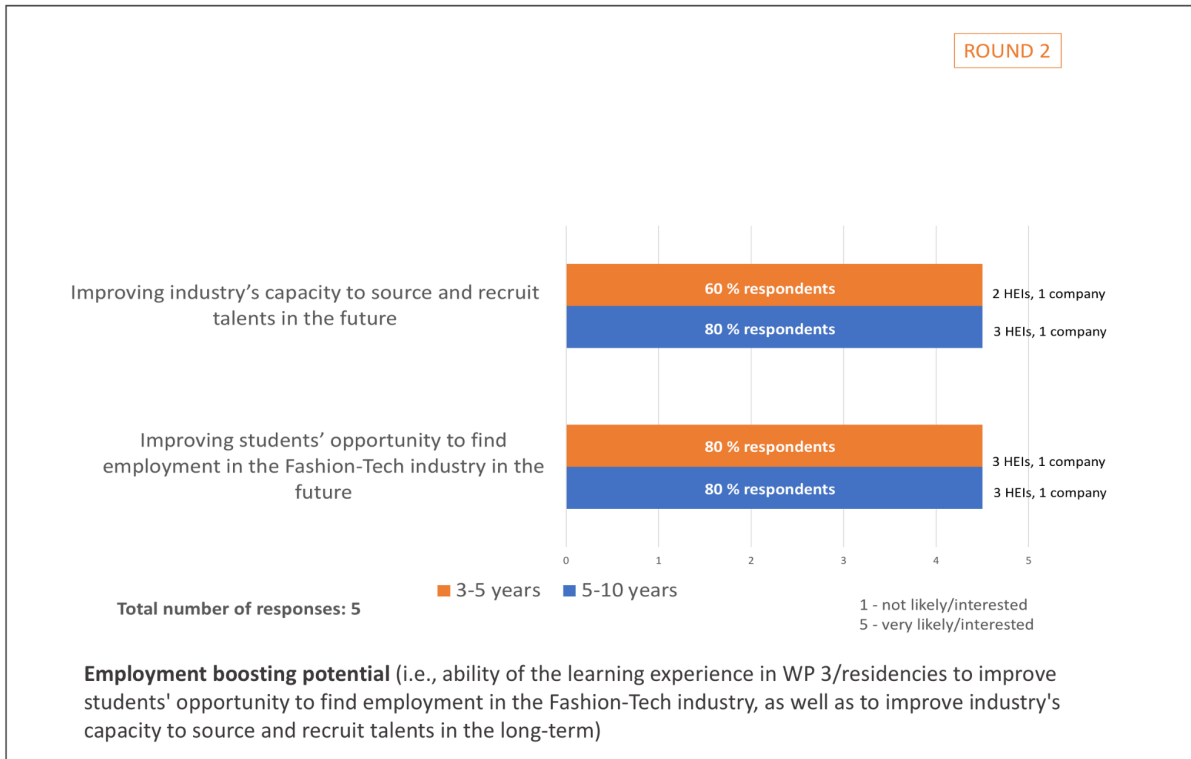 ROUND 2
Improving industry's capacity to source and recruit
talents in the future
60 % respondents
2 HEIs, 1 company
80 % respondents
3 HEIs, 1 company
Improving students' opportunity to find
employment in the Fashion-Tech industry in the
future
80 % respondents
3 HEIs, 1 company
80 % respondents
3 HEIs, 1 company
0 1 2 3 4 5
3-5 years 5-10 years
Total number of responses: 5
1 - not likely/interested
5 - very likely/interested
Employment boosting potential (i.e., ability of the learning experience in WP 3/residencies to improve
students' opportunity to find employment in the Fashion-Tech industry, as well as to improve industry's
capacity to source and recruit talents in the long-term)